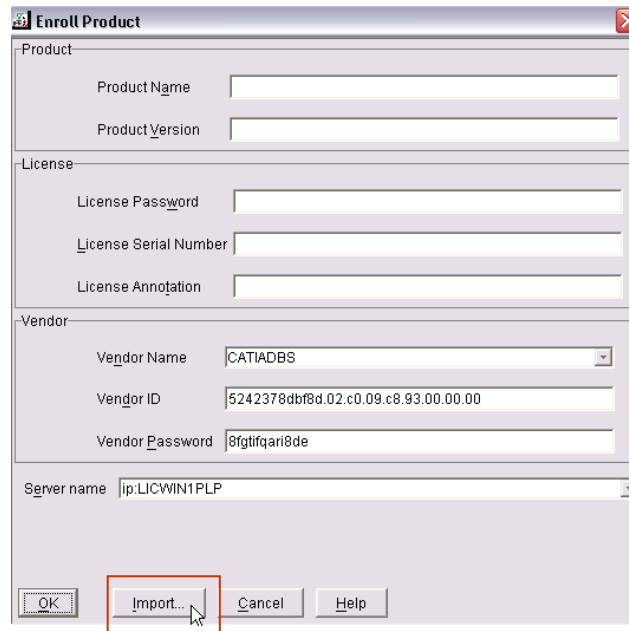 Enroll Product
Product
Product Name
Product Version
License
License Password
License Serial Number
License Annotation
Vendor
Vendor Name CATIADBS
Vendor ID 5242378dbf8d.02.c0.09.c8.93.00.00.00
Vendor Password 8fgtifqari8de
Server name ip:LICWIN1PLP
OK Import... Cancel Help